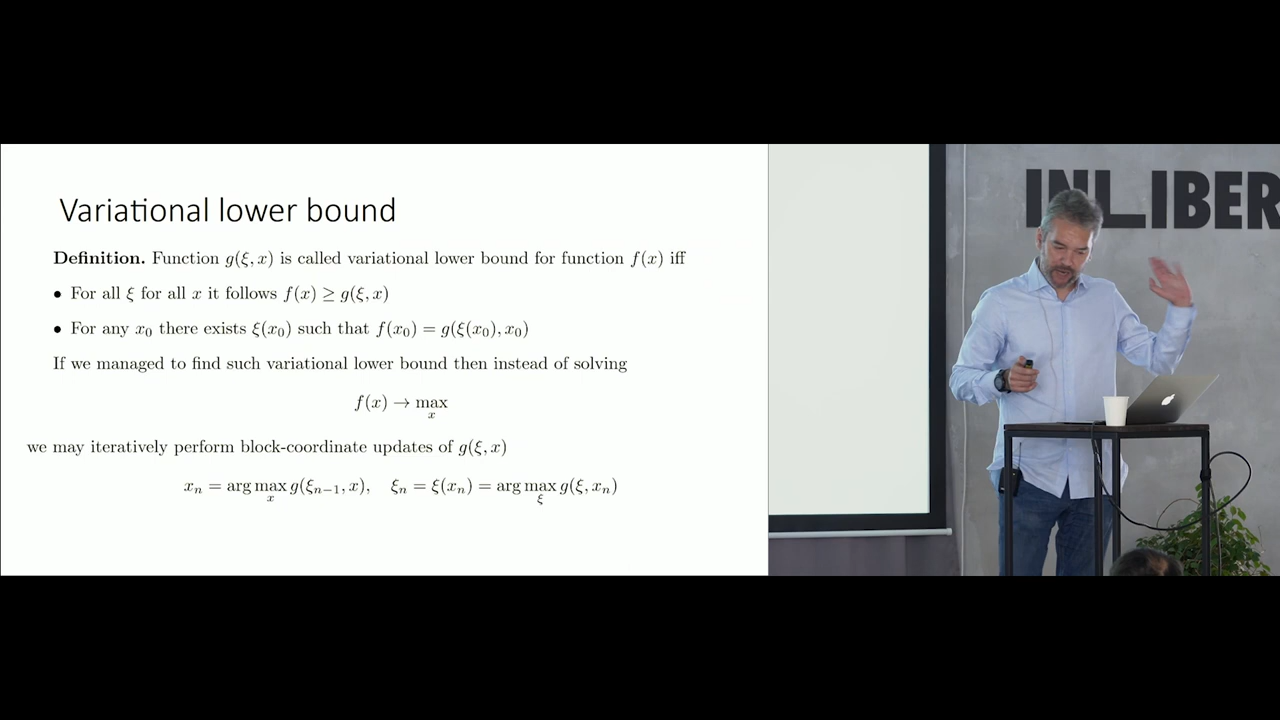 Variational lower bound
Definition. Function g(ξ, x) is called variational lower bound for function f(x) iff
• For all ξ for all x it follows f(x) ≥ g(ξ, x)
• For any x₀ there exists ξ(x₀) such that f(x₀) = g(ξ(x₀), x₀)
If we managed to find such variational lower bound then instead of solving
f(x) → max
x
we may iteratively perform block-coordinate updates of g(ξ, x)
xₙ = arg max g(ξₙ₋₁, x), ξₙ = ξ(xₙ) = arg max g(ξ, xₙ)
x ξ
INLIBER